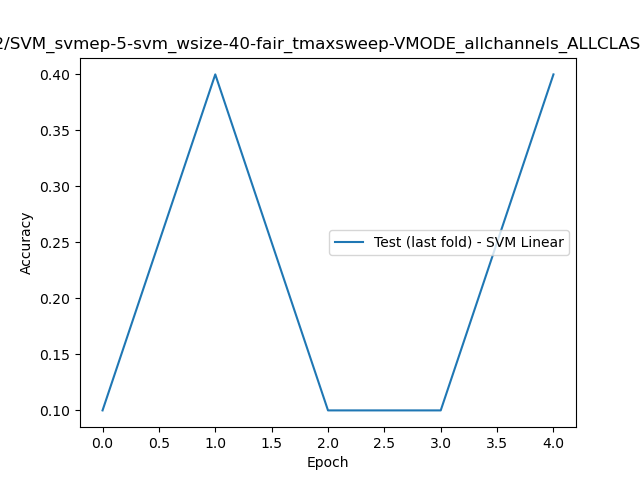 2/SVM_svmep-5-svm_wsize-40-fair_tmaxsweep-VMODE_allchannels_ALLCLAS
0.40
0.35
0.30
0.25
0.20
0.15
0.10
Accuracy
Test (last fold) - SVM Linear
0.0 0.5 1.0 1.5 2.0 2.5 3.0 3.5 4.0
Epoch